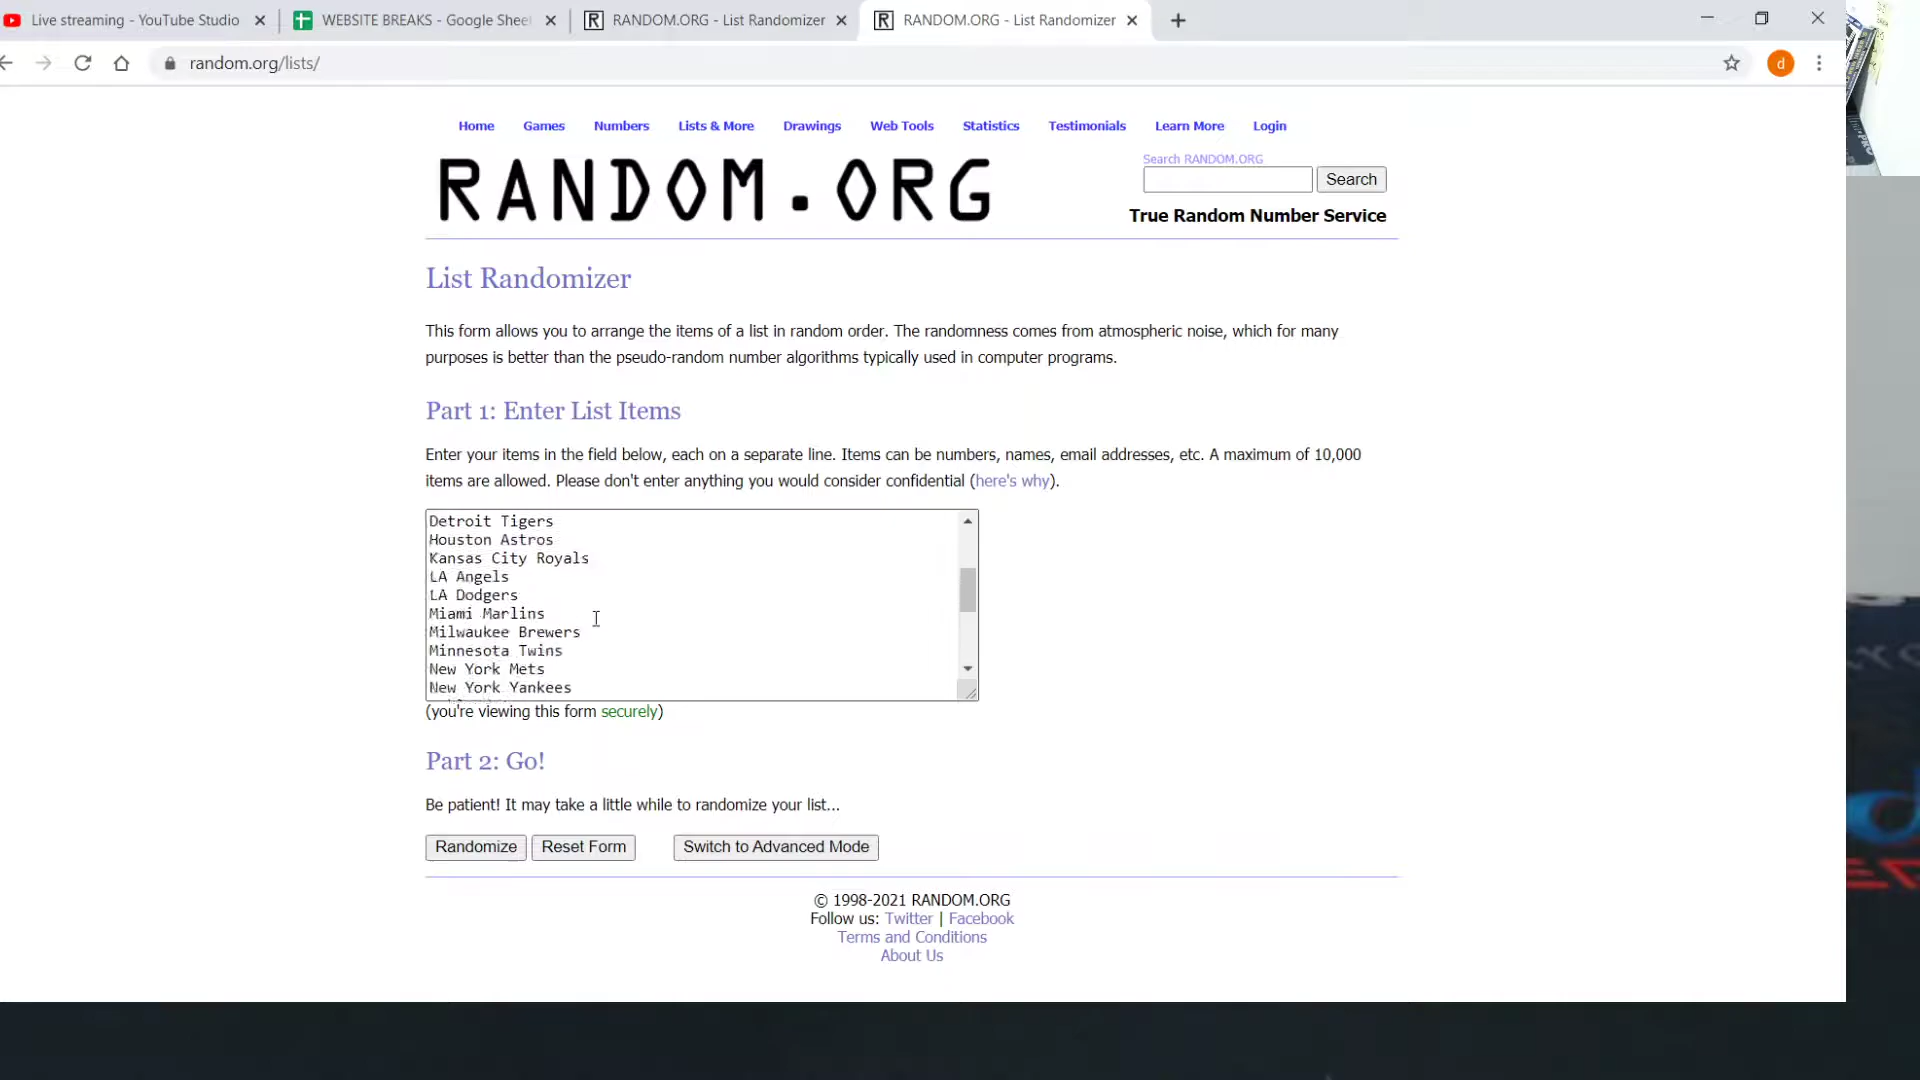 Live streaming - YouTube Studio
WEBSITE BREAKS - Google Shee
RANDOM.ORG - List Randomizer
RANDOM.ORG - List Randomizer
random.org/lists/
d
Home Games Numbers Lists & More Drawings Web Tools Statistics Testimonials Learn More Login
RANDOM.ORG
Search RANDOM.ORG
Search
True Random Number Service
List Randomizer
This form allows you to arrange the items of a list in random order. The randomness comes from atmospheric noise, which for many
purposes is better than the pseudo-random number algorithms typically used in computer programs.
Part 1: Enter List Items
Enter your items in the field below, each on a separate line. Items can be numbers, names, email addresses, etc. A maximum of 10,000
items are allowed. Please don't enter anything you would consider confidential (here's why).
Detroit Tigers
Houston Astros
Kansas City Royals
LA Angels
LA Dodgers
Miami Marlins
Milwaukee Brewers
Minnesota Twins
New York Mets
New York Yankees
(you're viewing this form securely)
Part 2: Go!
Be patient! It may take a little while to randomize your list...
Randomize Reset Form Switch to Advanced Mode
© 1998-2021 RANDOM.ORG
Follow us: Twitter | Facebook
Terms and Conditions
About Us